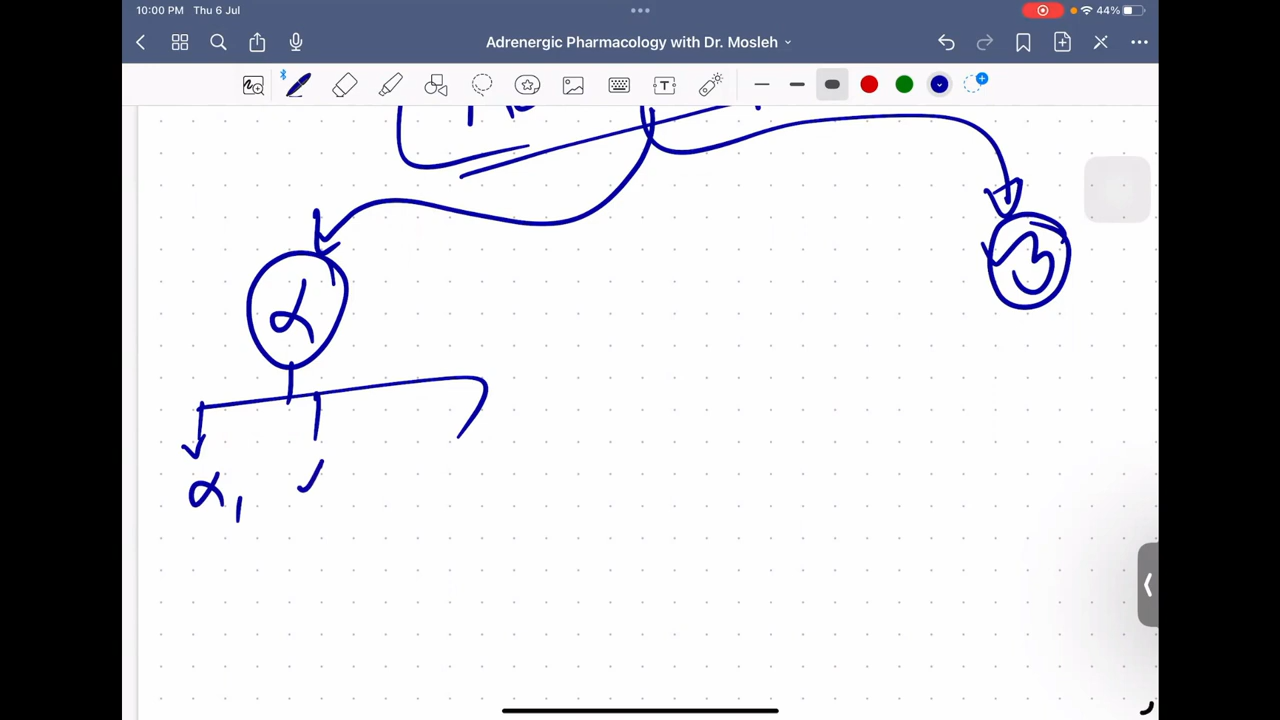 10:00 PM Thu 6 Jul
44%
Adrenergic Pharmacology with Dr. Mosleh
T
α
β
α₁